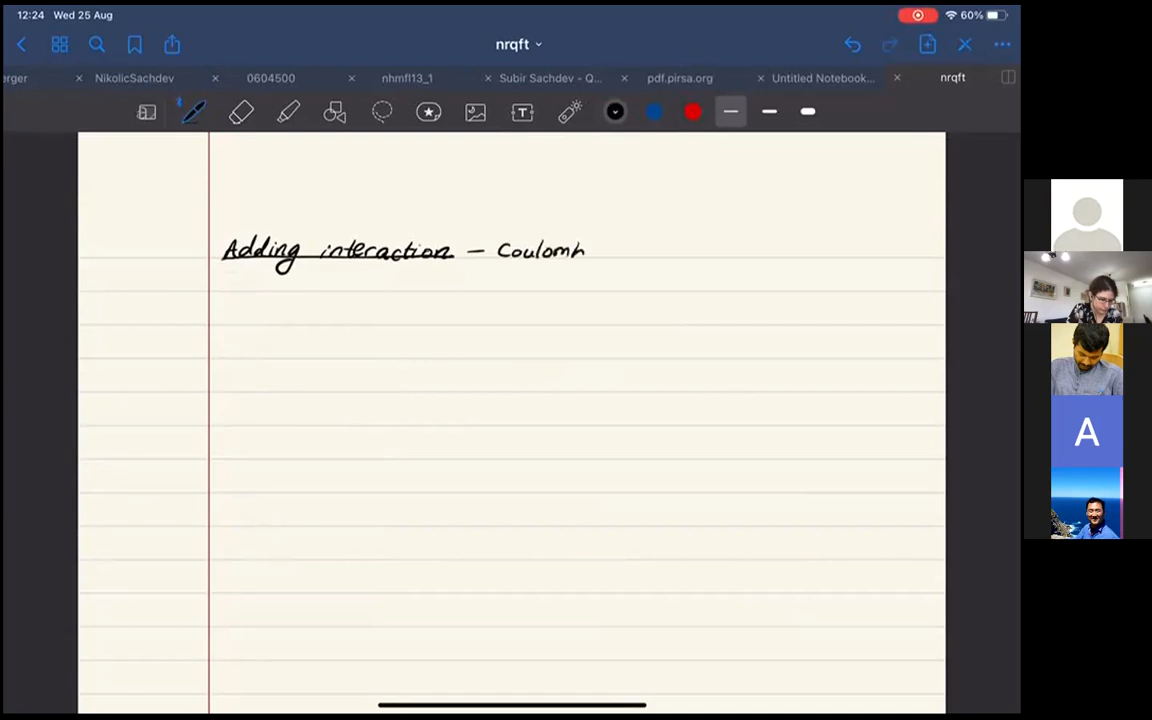 12:24 Wed 25 Aug
60%
nrqft
erger
NikolicSachdev
0604500
nhmfl13_1
Subir Sachdev - Q...
pdf.pirsa.org
Untitled Notebook...
nrqft
T
Adding interaction — Coulomb
A